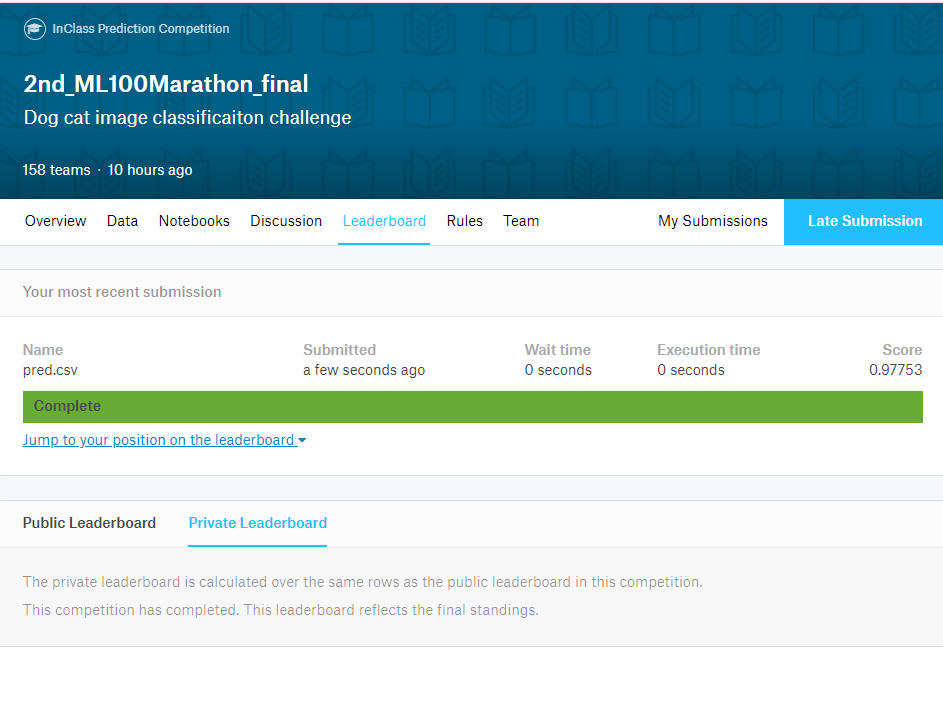 InClass Prediction Competition
2nd_ML100Marathon_final
Dog cat image classificaiton challenge
158 teams · 10 hours ago
Overview Data Notebooks Discussion Leaderboard Rules Team My Submissions Late Submission
Your most recent submission
Name Submitted Wait time Execution time Score
pred.csv a few seconds ago 0 seconds 0 seconds 0.97753
Complete
Jump to your position on the leaderboard
Public Leaderboard Private Leaderboard
The private leaderboard is calculated over the same rows as the public leaderboard in this competition.
This competition has completed. This leaderboard reflects the final standings.